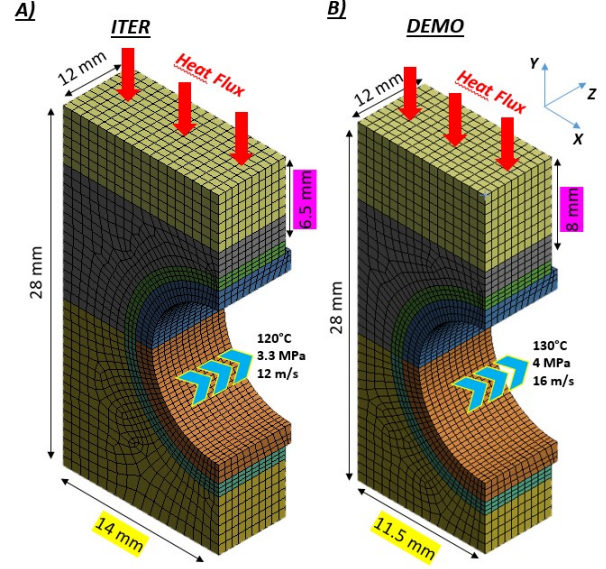 A)
ITER
12 mm
Heat Flux
6.5 mm
28 mm
120°C
3.3 MPa
12 m/s
14 mm
B)
DEMO
12 mm
Heat Flux
Y
Z
X
8 mm
28 mm
130°C
4 MPa
16 m/s
11.5 mm